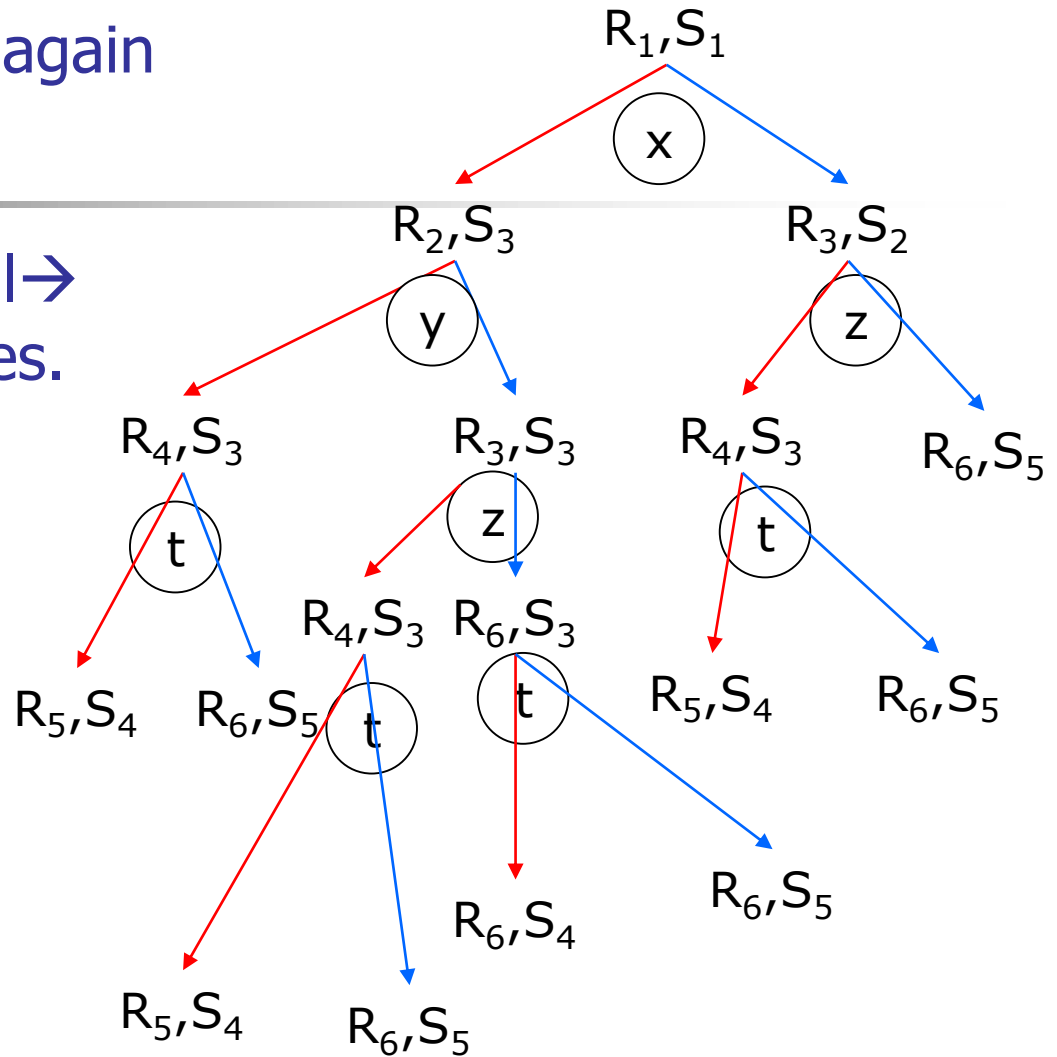 again
R₁,S₁
x
R₂,S₃ R₃,S₂
l→
es.
y z
R₄,S₃ R₃,S₃ R₄,S₃ R₆,S₅
t z t
R₄,S₃ R₆,S₃
R₅,S₄ R₆,S₅ t t R₅,S₄ R₆,S₅
R₆,S₄ R₆,S₅
R₅,S₄ R₆,S₅